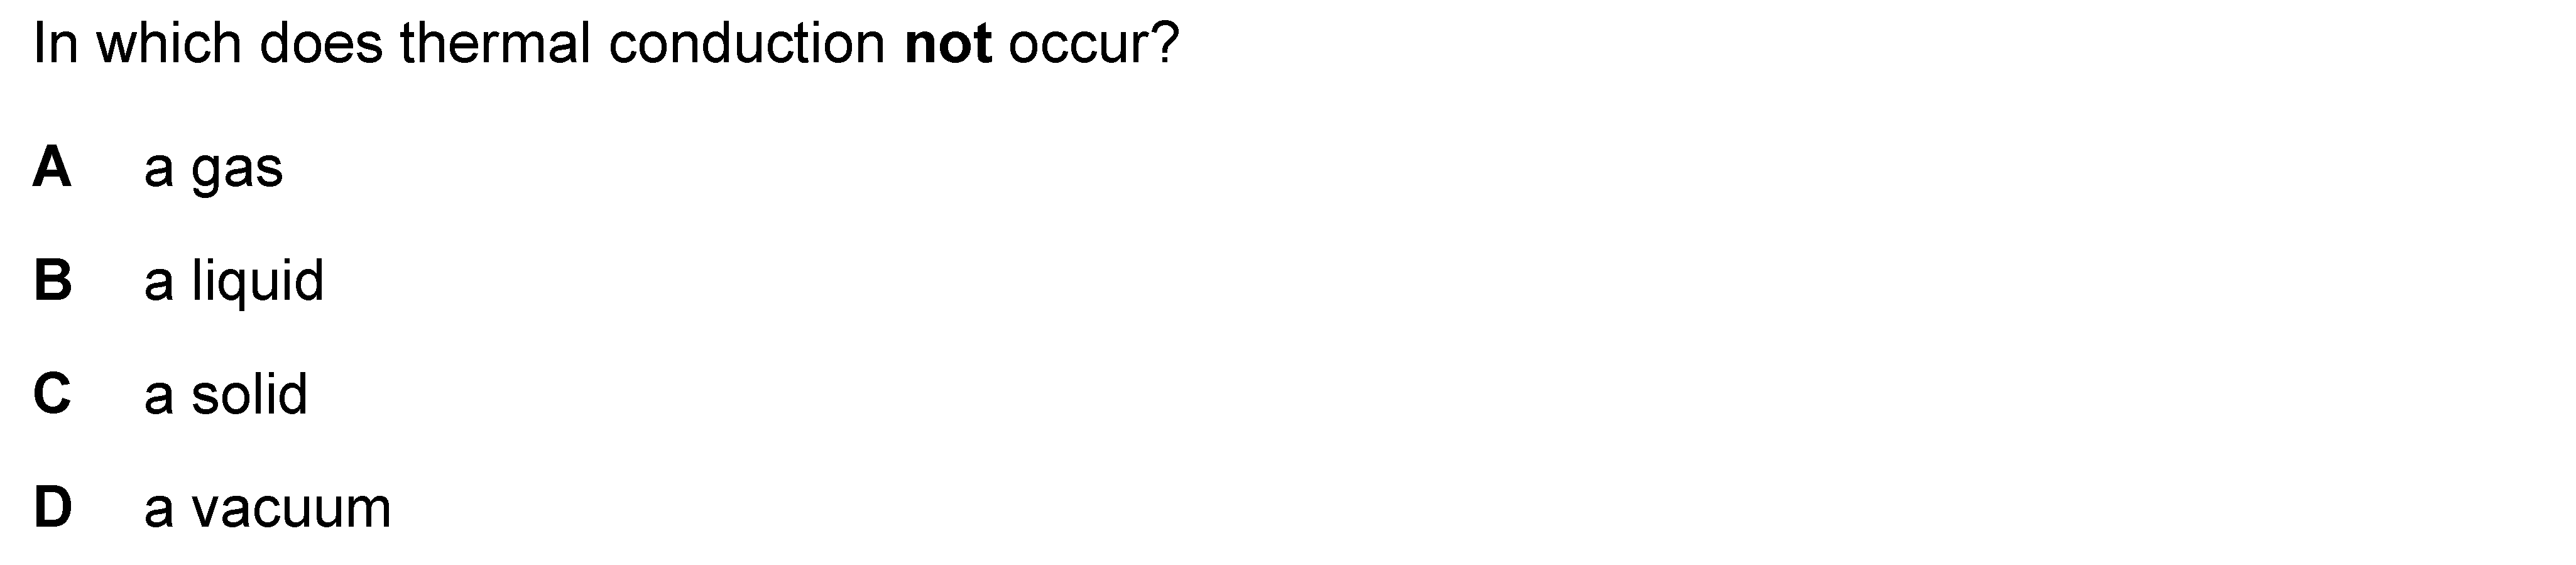 In which does thermal conduction not occur?
A a gas
B a liquid
C a solid
D a vacuum